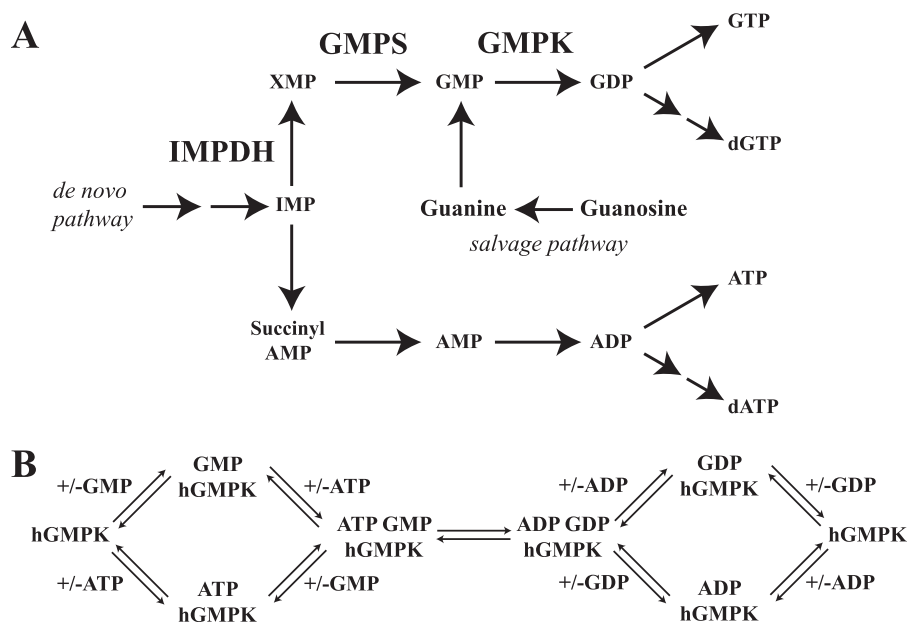 A
GTP
GMPS GMPK
XMP GMP GDP
dGTP
IMPDH
de novo
pathway
IMP Guanine Guanosine
salvage pathway
ATP
Succinyl
AMP
AMP ADP
dATP
B
GMP
hGMPK
GDP
hGMPK
+/-GMP +/-ATP +/-ADP +/-GDP
hGMPK
ATP GMP
hGMPK
ADP GDP
hGMPK
hGMPK
+/-ATP +/-GMP +/-GDP +/-ADP
ATP
hGMPK
ADP
hGMPK